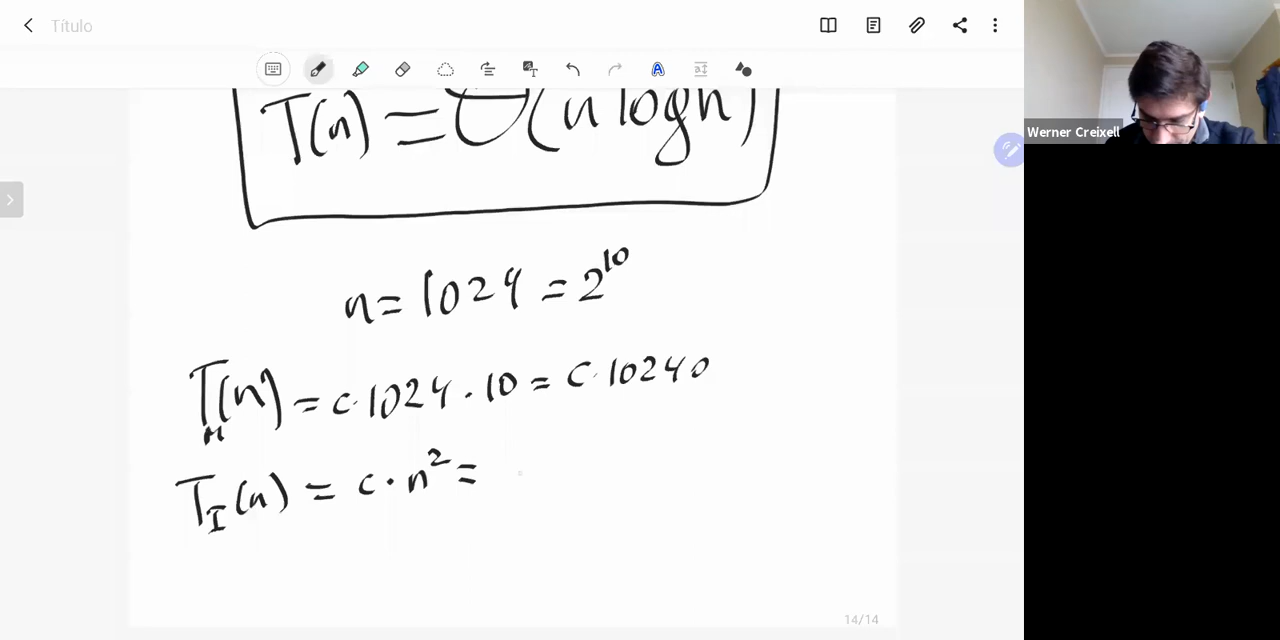 Título
T(n) = O(n log n)
n = 1024 = 2^10
T_M(n) = c · 1024 · 10 = c · 10240
T_I(n) = c · n^2 =
14/14
Werner Creixell